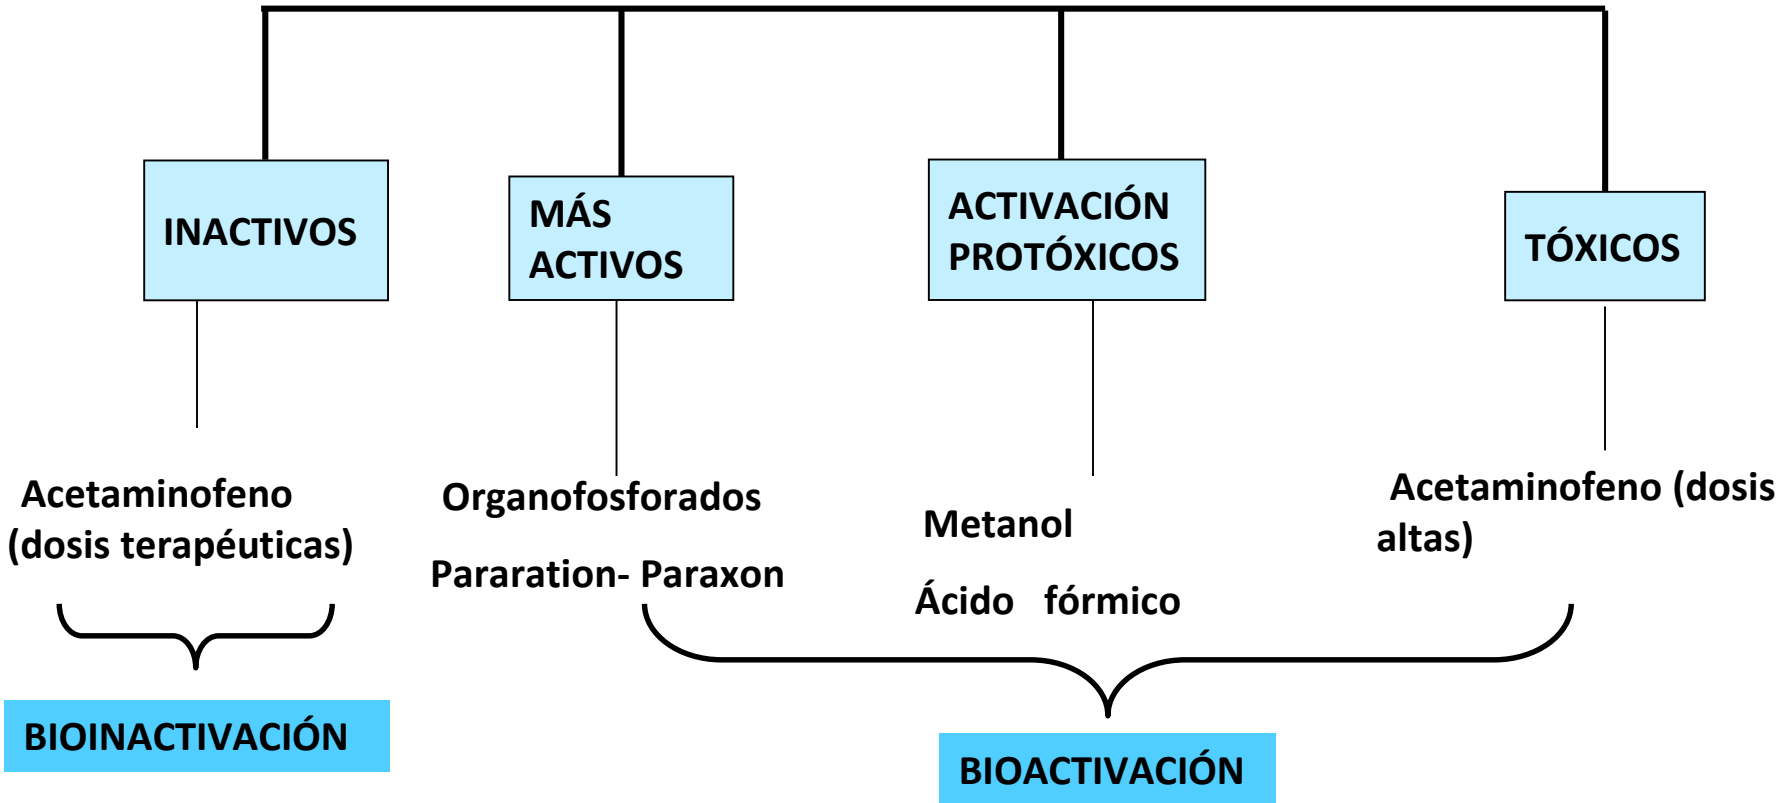 INACTIVOS
MÁS
ACTIVOS
ACTIVACIÓN
PROTÓXICOS
TÓXICOS
Acetaminofeno
(dosis terapéuticas)
Organofosforados
Pararation- Paraxon
Metanol
Ácido fórmico
Acetaminofeno (dosis
altas)
BIOINACTIVACIÓN
BIOACTIVACIÓN